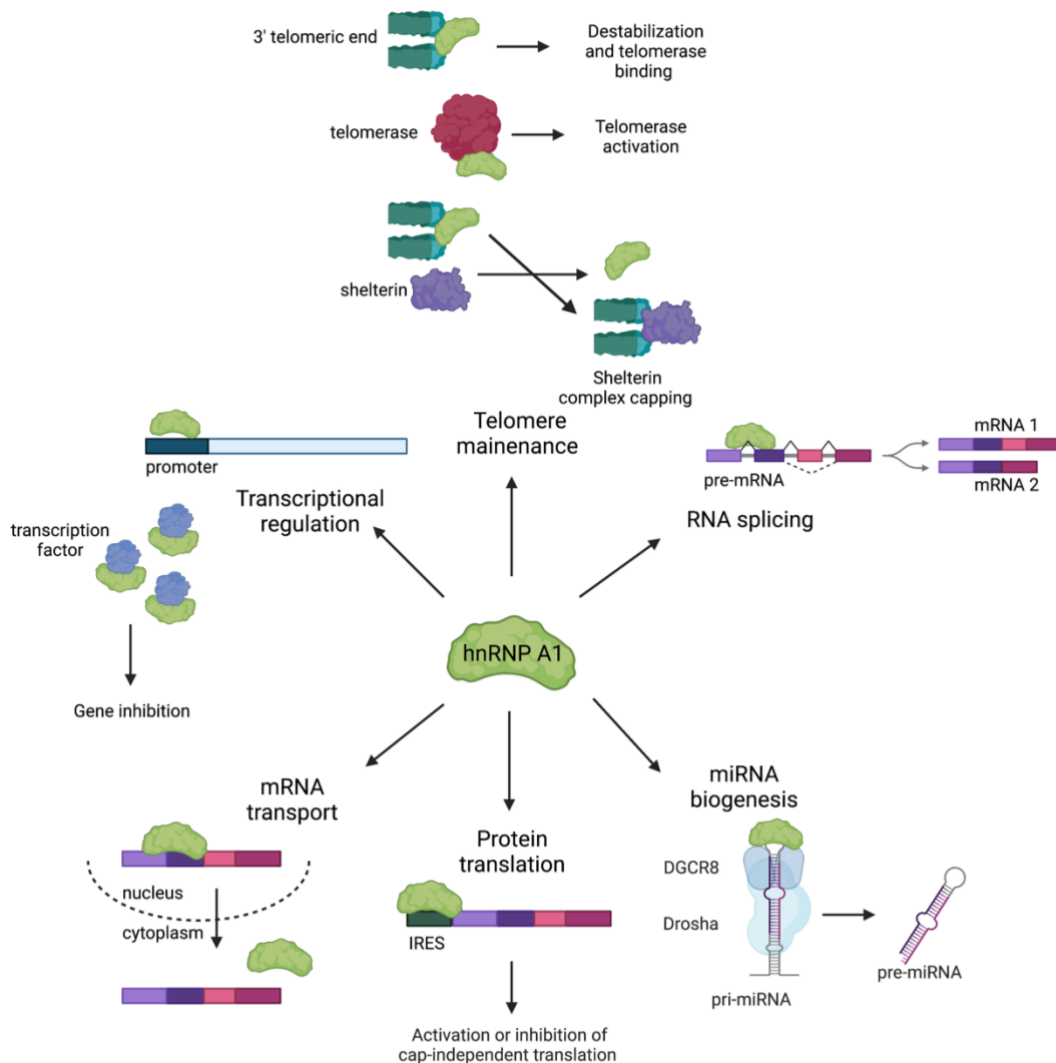 3' telomeric end
Destabilization
and telomerase
binding
telomerase
Telomerase
activation
shelterin
Shelterin
complex capping
Telomere
mainenance
promoter
Transcriptional
regulation
transcription
factor
Gene inhibition
pre-mRNA
mRNA 1
mRNA 2
RNA splicing
hnRNP A1
mRNA
transport
nucleus
cytoplasm
Protein
translation
IRES
Activation or inhibition of
cap-independent translation
miRNA
biogenesis
DGCR8
Drosha
pri-miRNA
pre-miRNA